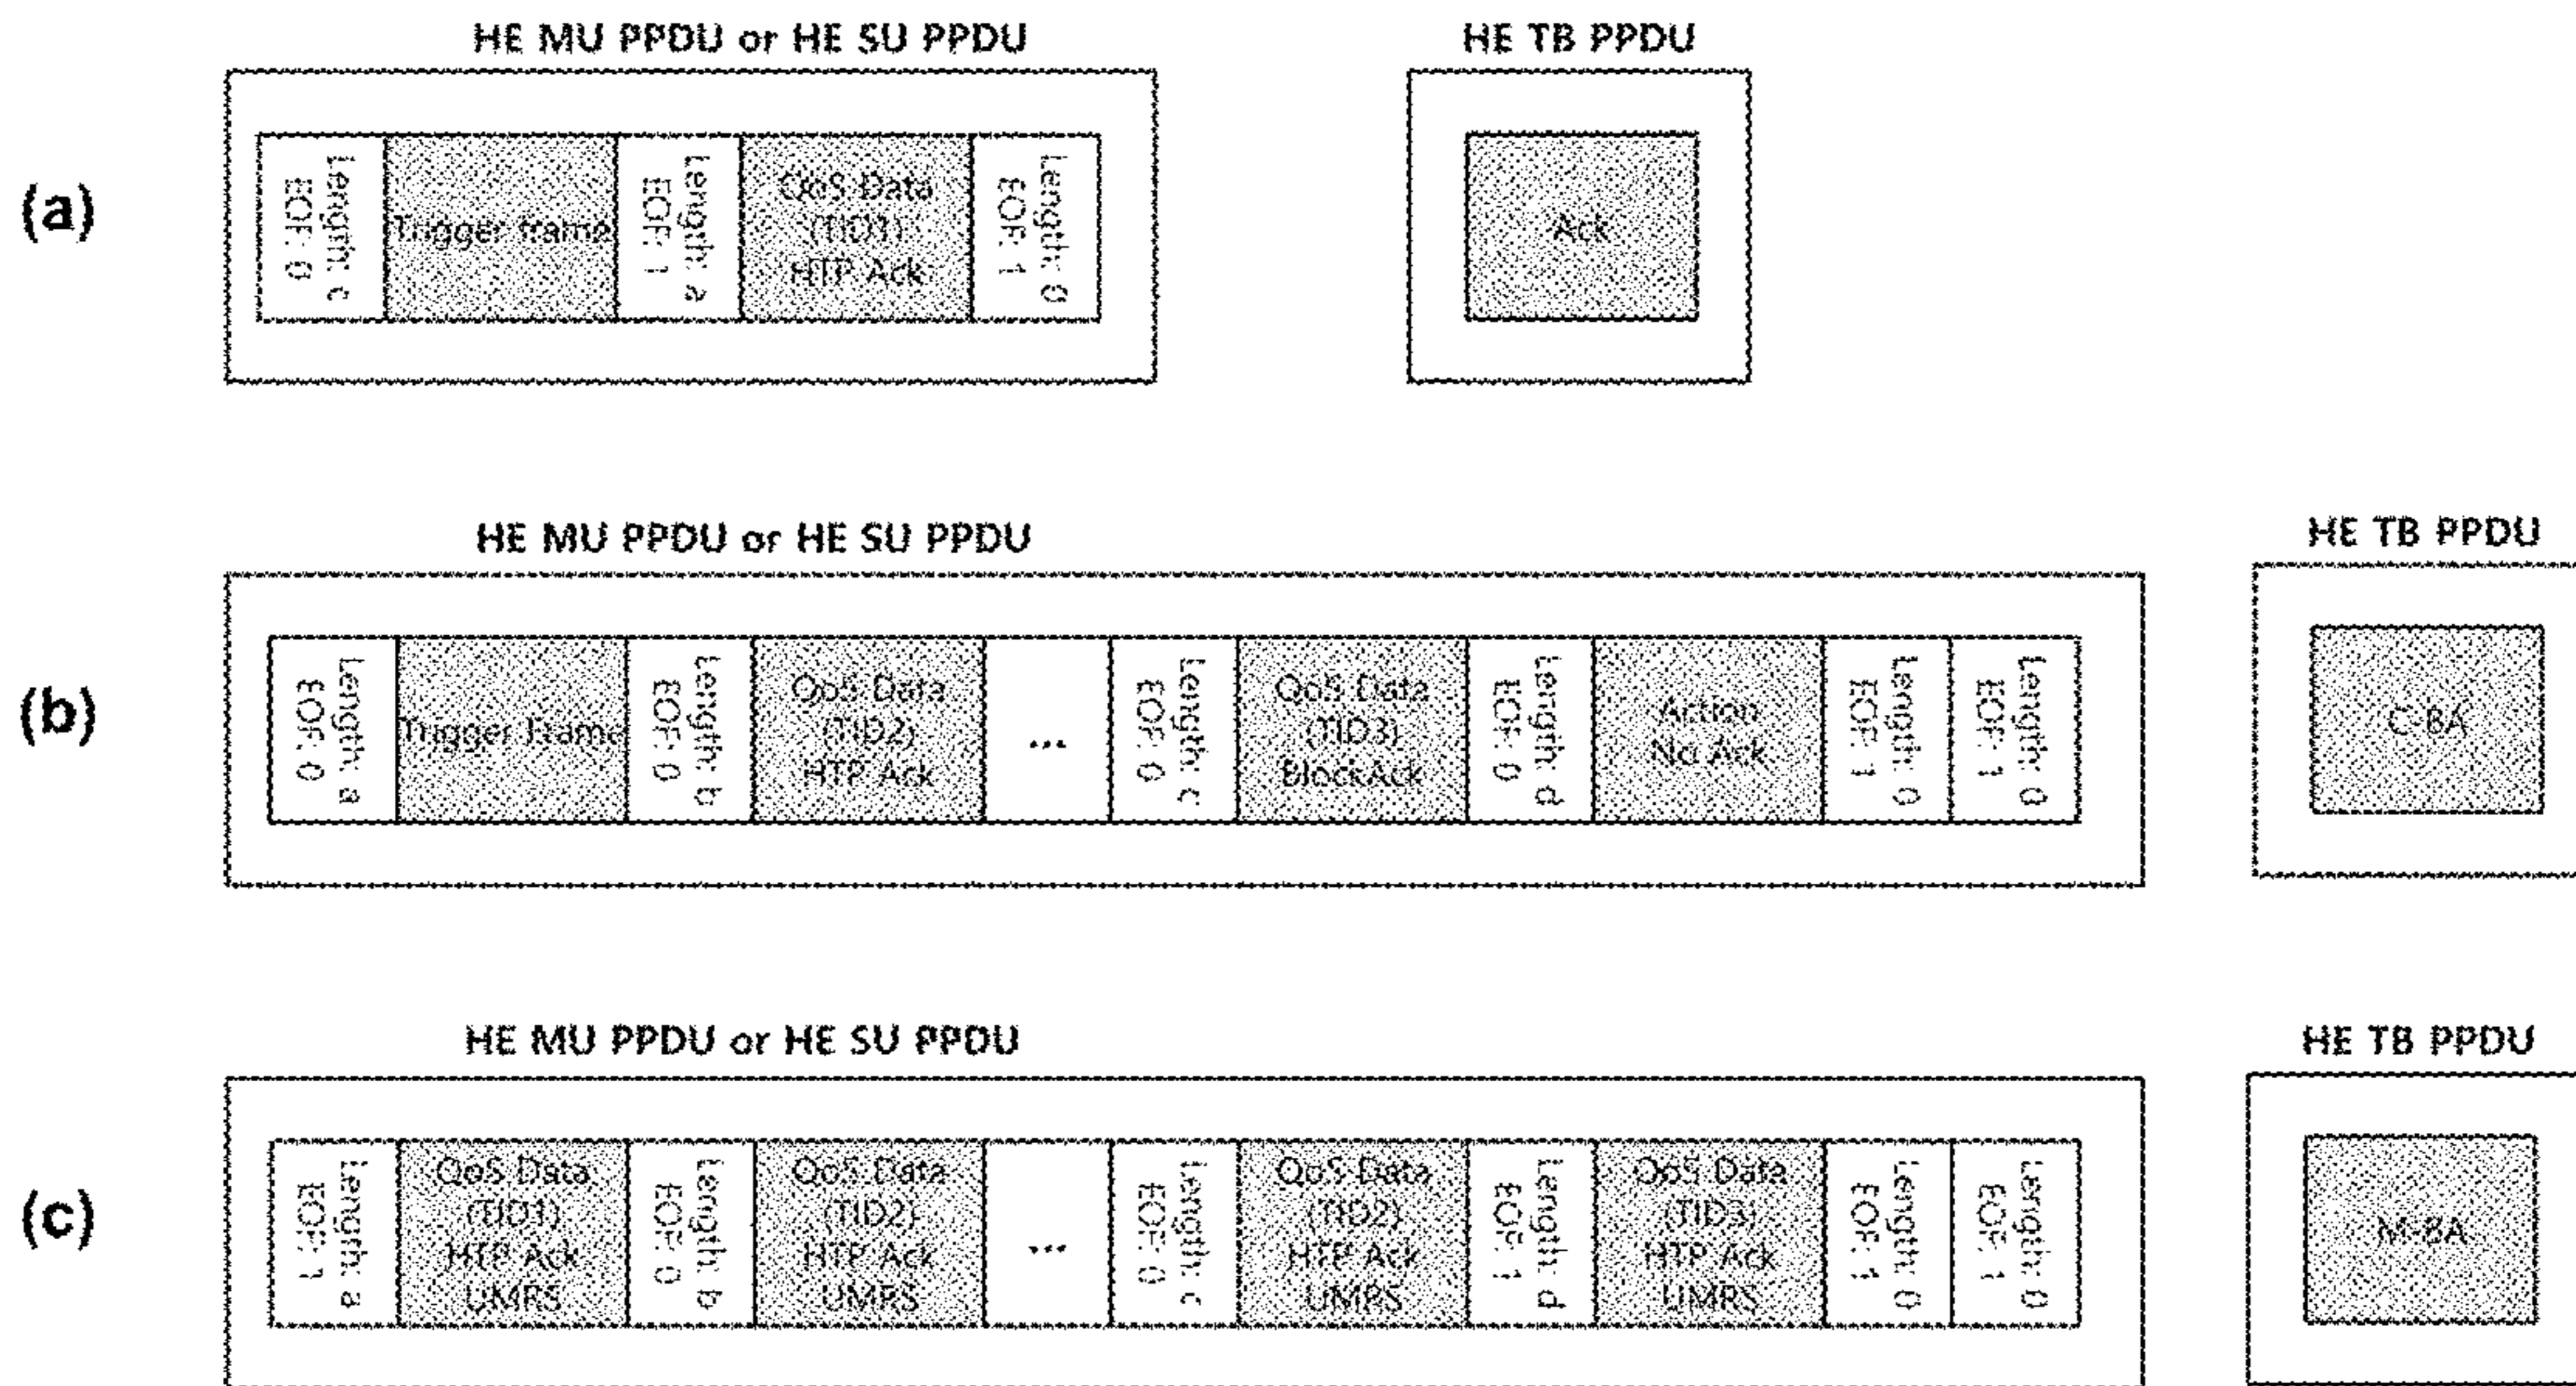 HE MU PPDU or HE SU PPDU
HE TB PPDU
(a)
Length: c
EOF: 0
Trigger frame
Length: a
EOF: 1
QoS Data
(TID1)
HTP Ack
Length: 0
EOF: 1
Ack
HE MU PPDU or HE SU PPDU
HE TB PPDU
(b)
Length: a
EOF: 0
Trigger Frame
Length: b
EOF: 0
QoS Data
(TID2)
HTP Ack
...
Length: c
EOF: 0
QoS Data
(TID3)
BlockAck
Length: d
EOF: 0
Action
No Ack
Length: 0
EOF: 1
Length: 0
EOF: 1
C-BA
HE MU PPDU or HE SU PPDU
HE TB PPDU
(c)
Length: a
EOF: 1
QoS Data
(TID1)
HTP Ack
UMRS
Length: b
EOF: 0
QoS Data
(TID2)
HTP Ack
UMRS
...
Length: c
EOF: 0
QoS Data
(TID2)
HTP Ack
UMRS
Length: d
EOF: 1
QoS Data
(TID3)
HTP Ack
UMRS
Length: 0
EOF: 1
Length: 0
EOF: 1
M-BA